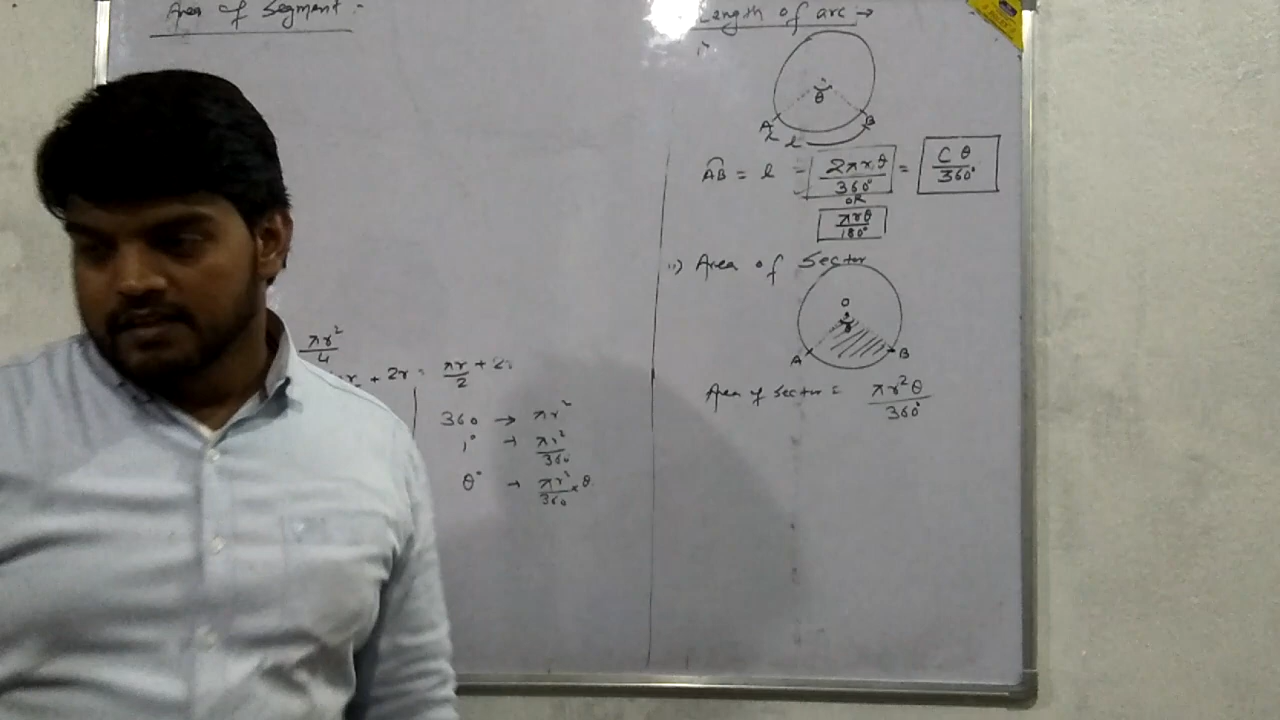 Area of Segment :-
πr²/4
+ 2r = πr/2 + 2
360 → πr²
1° → πr²/360
θ° → πr²/360 × θ
Length of arc →
i)
θ
A B
l
AB = l = 2πrθ/360° = Cθ/360°
OR
πrθ/180°
ii) Area of Sector
O
θ
A B
Area of sector = πr²θ/360°